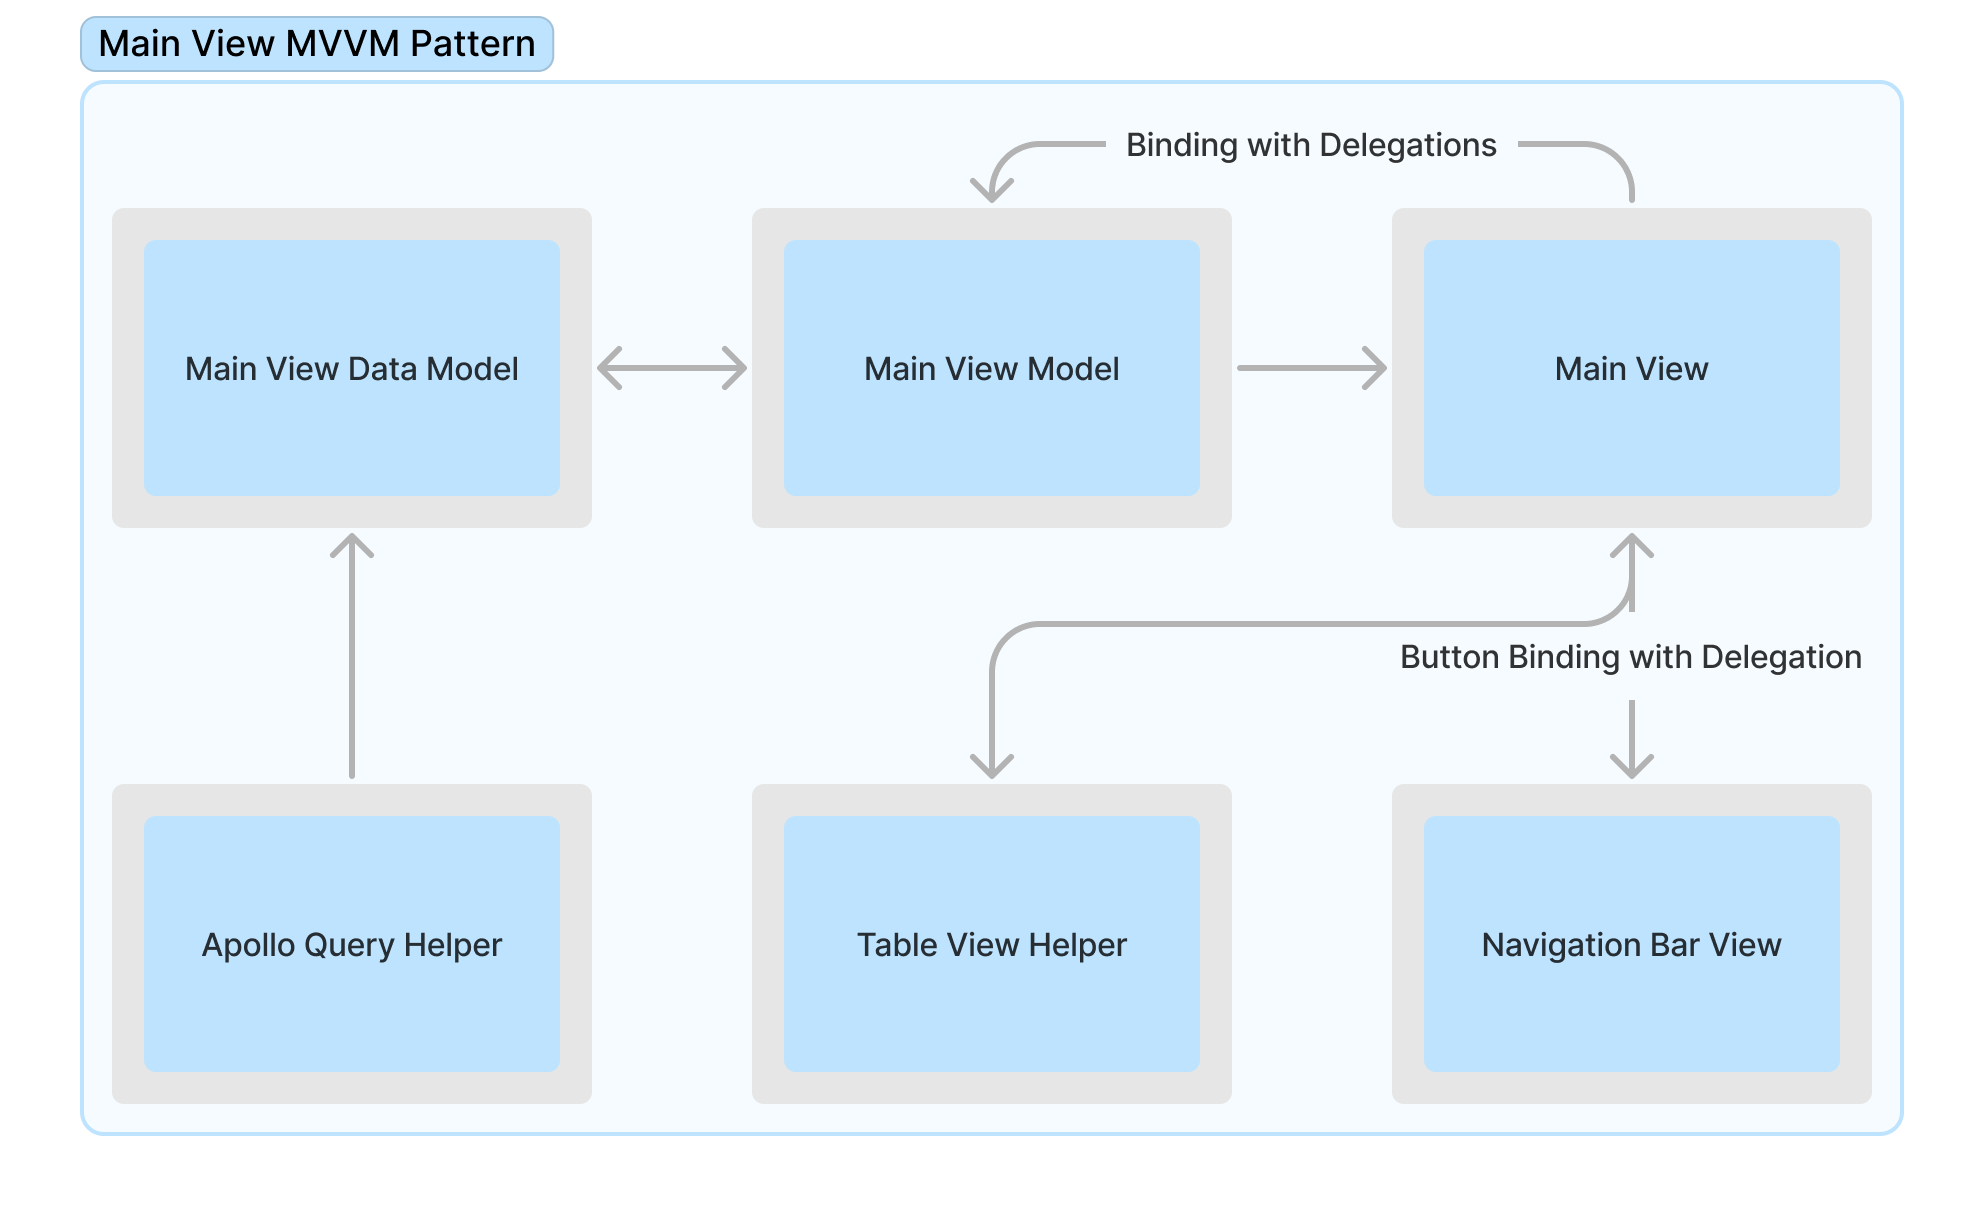 Main View MVVM Pattern
Binding with Delegations
Main View Data Model
Main View Model
Main View
Button Binding with Delegation
Apollo Query Helper
Table View Helper
Navigation Bar View